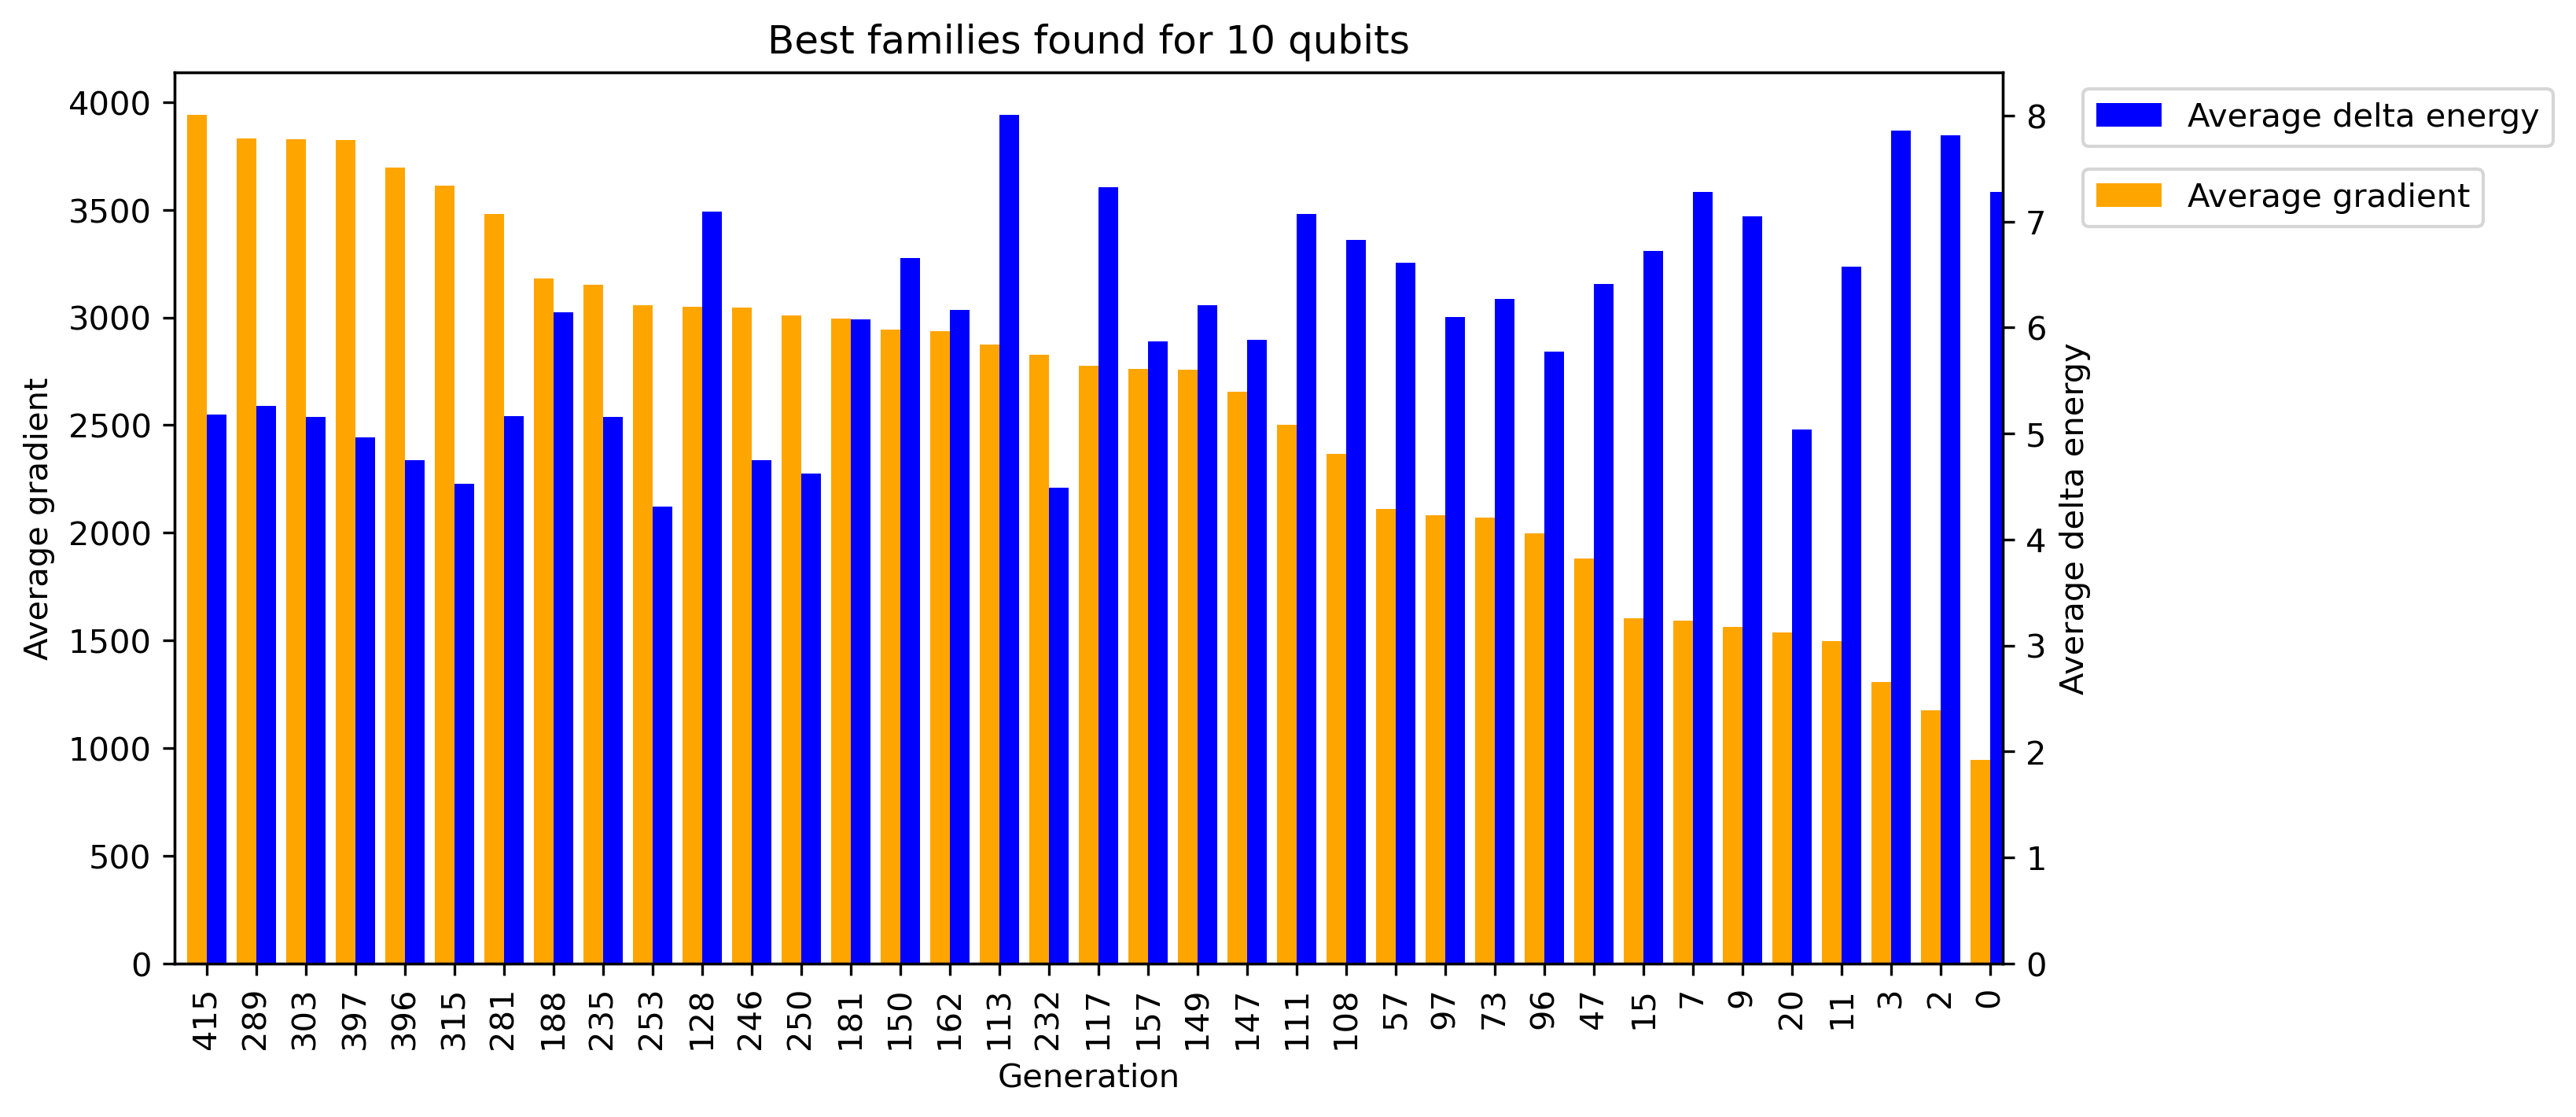 Best families found for 10 qubits
Average gradient
4000
3500
3000
2500
2000
1500
1000
500
0
8
7
6
5
4
3
2
1
0
Average delta energy
Average delta energy
Average gradient
415 289 303 397 396 315 281 188 235 253 128 246 250 181 150 162 113 232 117 157 149 147 111 108 57 97 73 96 47 15 7 9 20 11 3 2 0
Generation